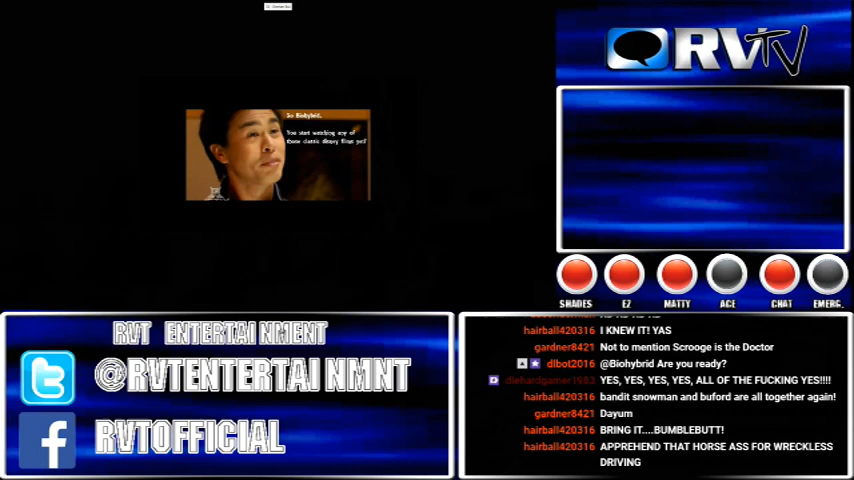 RVTV
So Biohybrid,
You start watching any of
those classic disney films yet?
SHADES
EZ
MATTY
ACE
CHAT
EMERG.
RVT ENTERTAINMENT
@RVTENTERTAINMNT
RVTOFFICIAL
hairball420316 I KNEW IT! YAS
gardner8421 Not to mention Scrooge is the Doctor
dlbot2016 @Biohybrid Are you ready?
diehardgamer1983 YES, YES, YES, YES, ALL OF THE FUCKING YES!!!!
hairball420316 bandit snowman and buford are all together again!
gardner8421 Dayum
hairball420316 BRING IT....BUMBLEBUTT!
hairball420316 APPREHEND THAT HORSE ASS FOR WRECKLESS
DRIVING